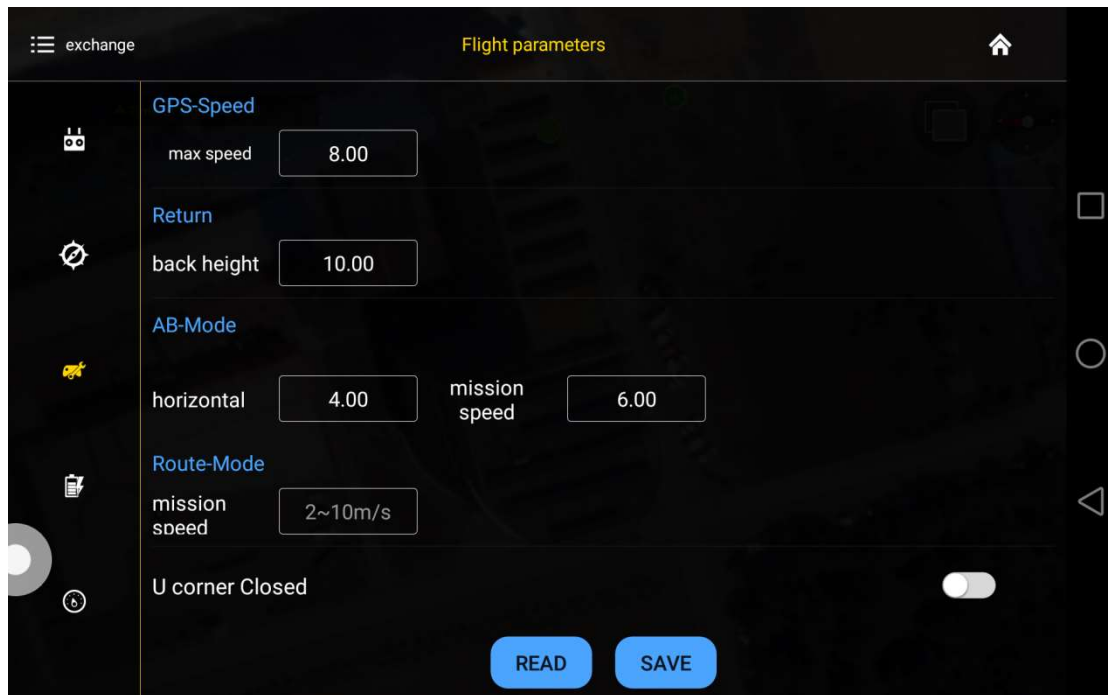 exchange
Flight parameters
GPS-Speed
max speed 8.00
Return
back height 10.00
AB-Mode
horizontal 4.00 mission speed 6.00
Route-Mode
mission speed 2~10m/s
U corner Closed
READ SAVE